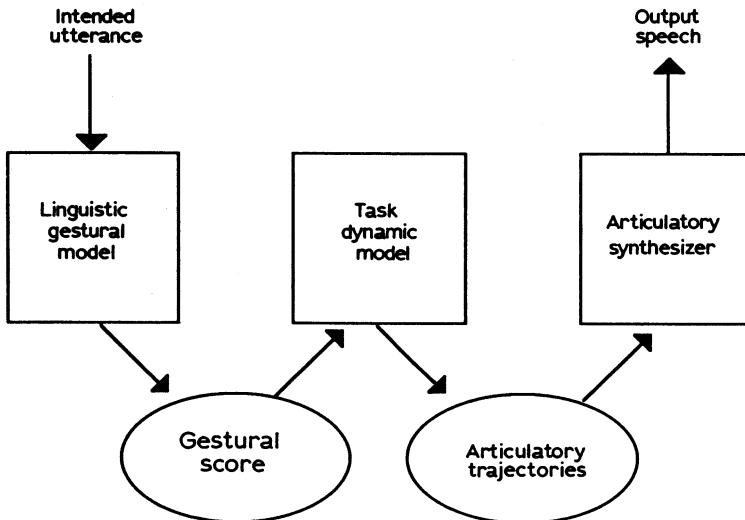 Intended
utterance
Output
speech
Linguistic
gestural
model
Task
dynamic
model
Articulatory
synthesizer
Gestural
score
Articulatory
trajectories